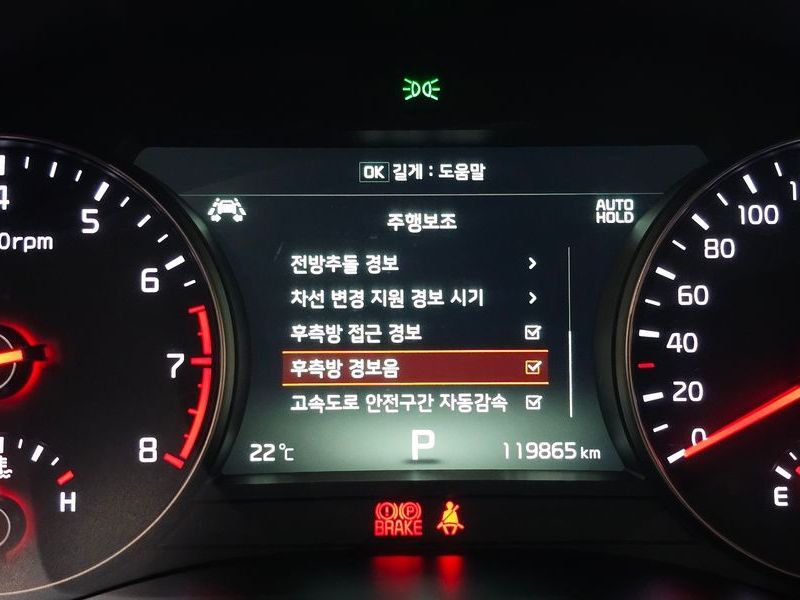 OK 길게 : 도움말
AUTO
HOLD
주행보조
전방추돌 경보
차선 변경 지원 경보 시기
후측방 접근 경보
후측방 경보음
고속도로 안전구간 자동감속
22℃
P
119865 km
5
6
7
8
H
100
80
60
40
20
0
E
(!) (P)
BRAKE